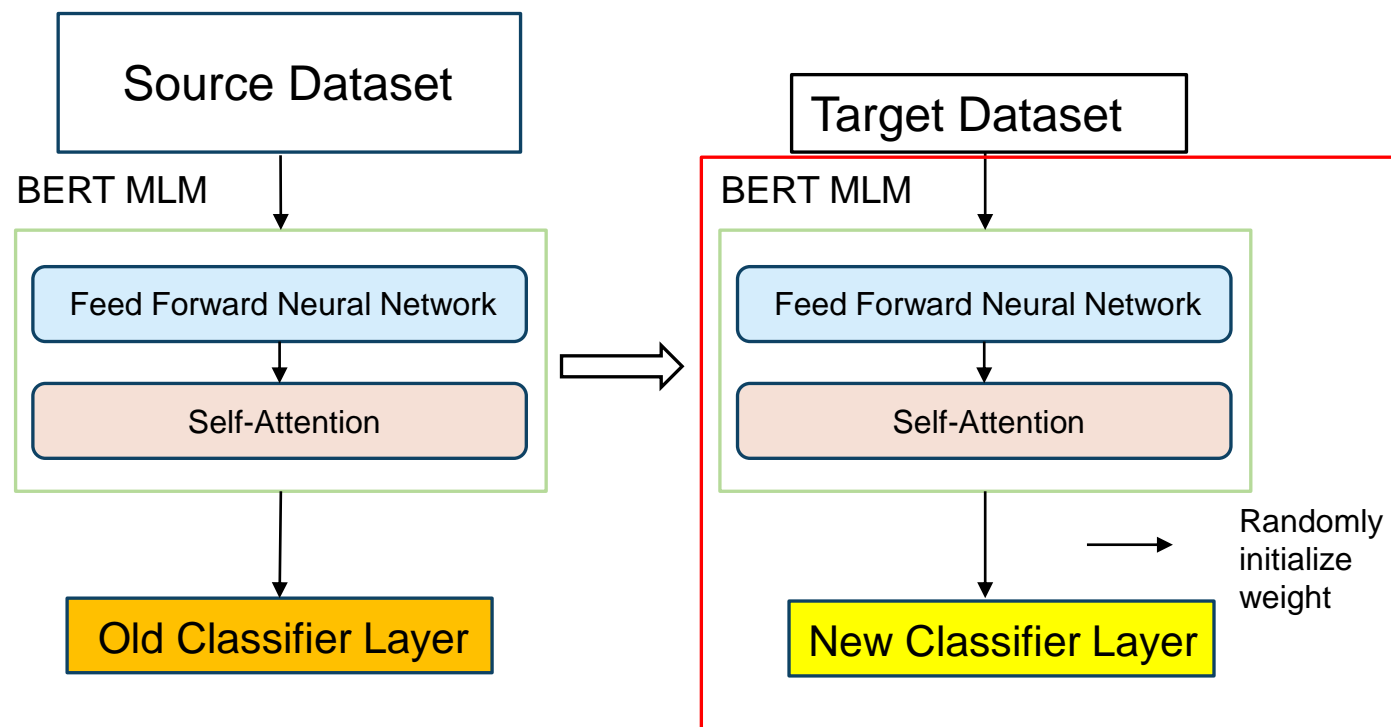 Source Dataset
BERT MLM
Feed Forward Neural Network
Self-Attention
Old Classifier Layer
Target Dataset
BERT MLM
Feed Forward Neural Network
Self-Attention
Randomly
initialize
weight
New Classifier Layer